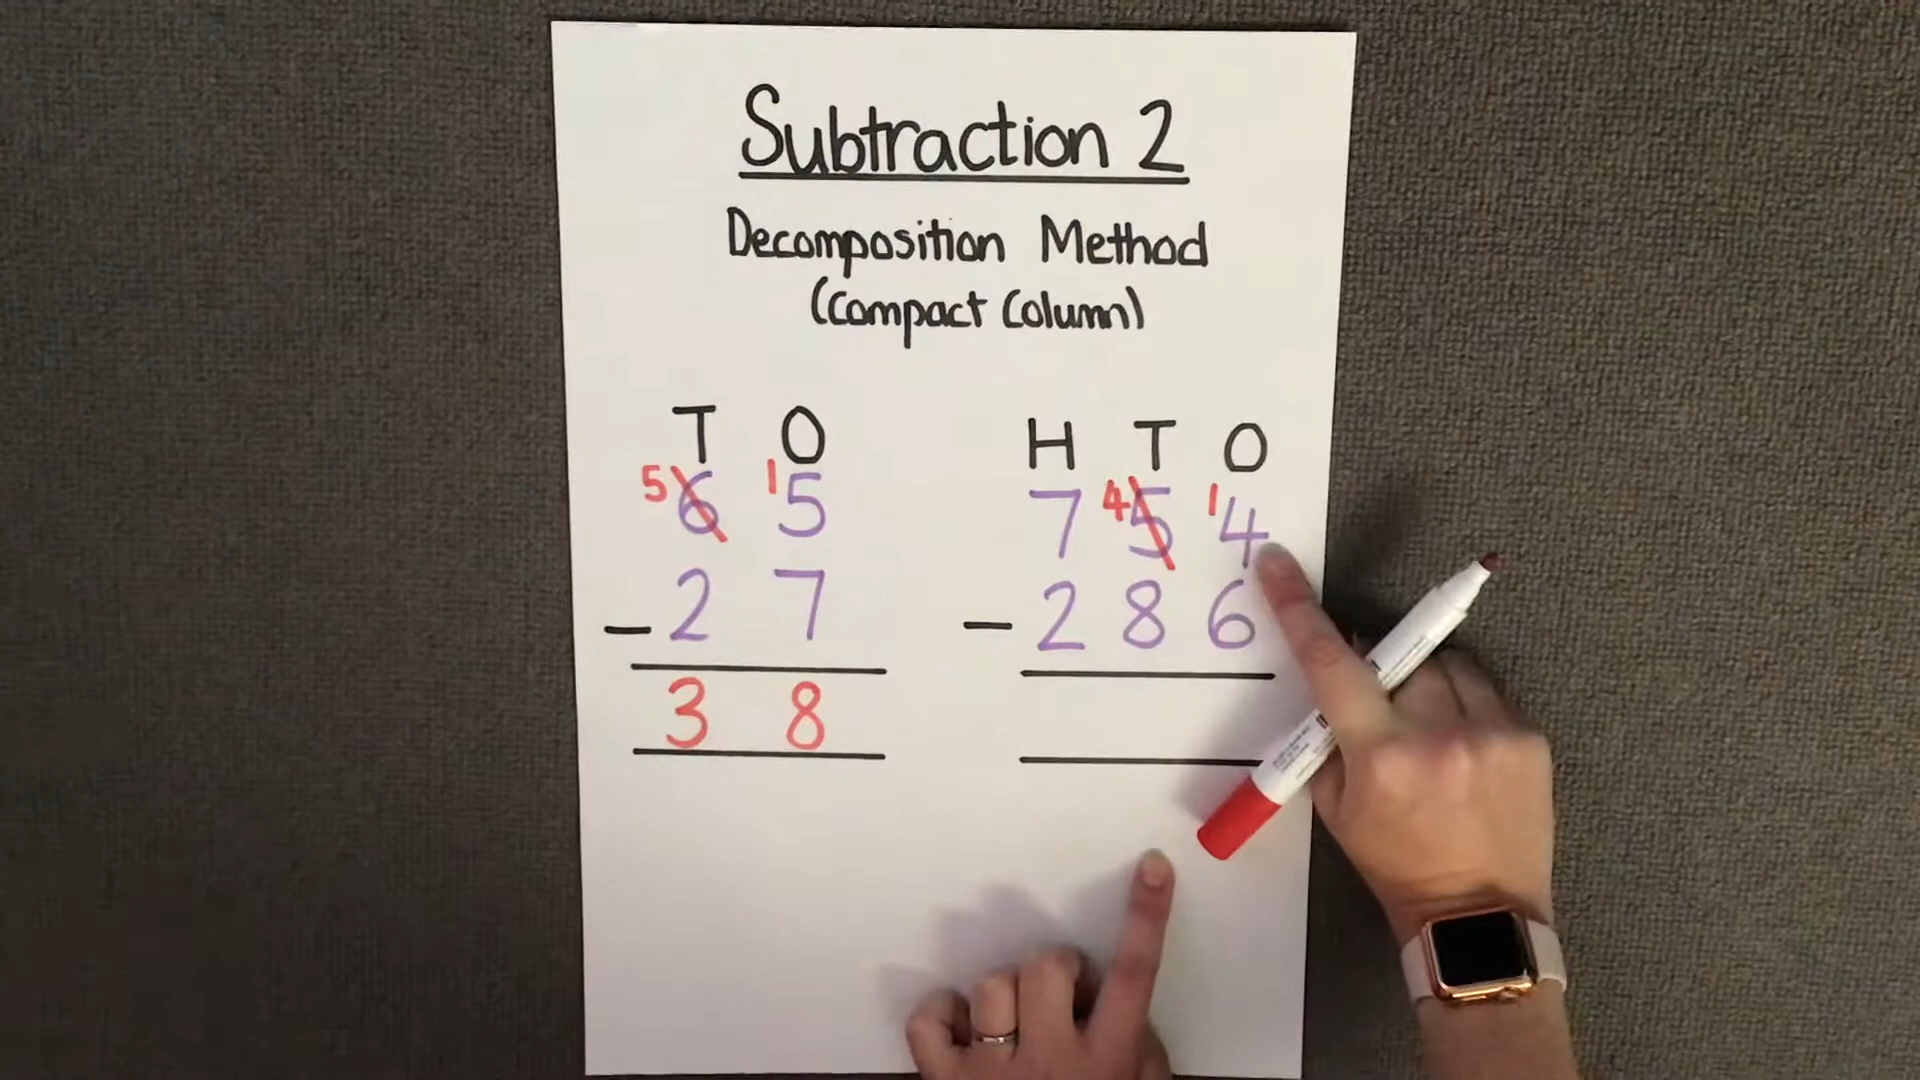 Subtraction 2
Decomposition Method
(Compact Column)
T O
5 6 1 5
- 2 7
3 8
H T O
7 4 5 1 4
- 2 8 6